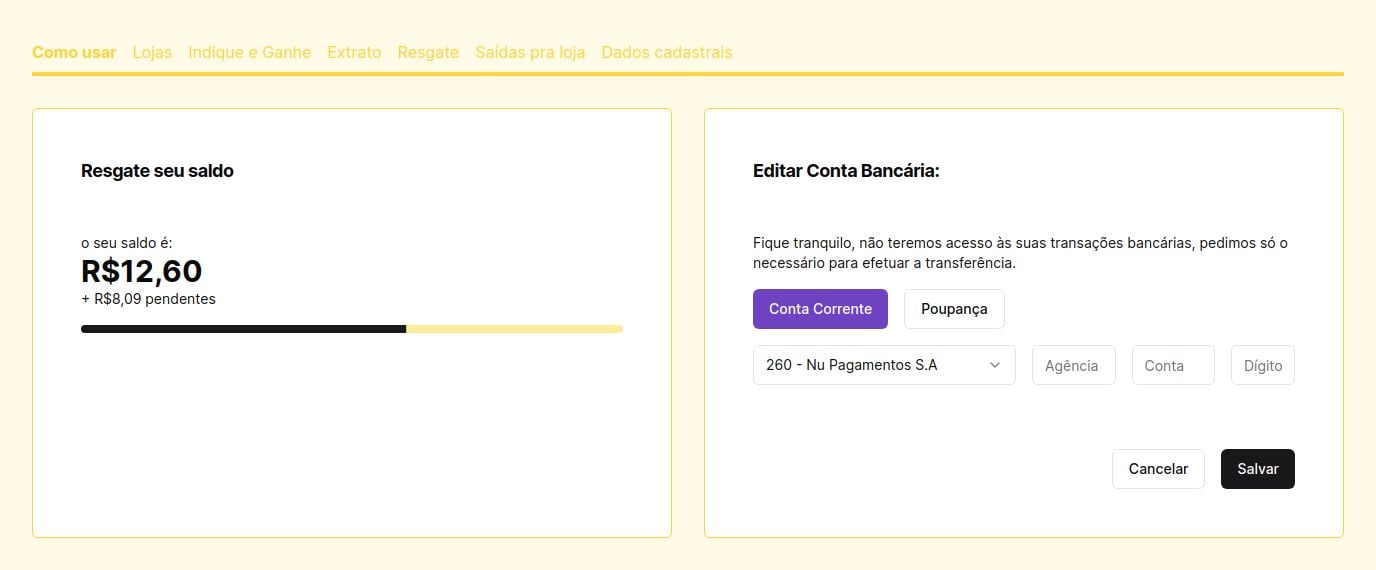 Como usar Lojas Indique e Ganhe Extrato Resgate Saídas pra loja Dados cadastrais
Resgate seu saldo
o seu saldo é:
R$12,60
+ R$8,09 pendentes
Editar Conta Bancária:
Fique tranquilo, não teremos acesso às suas transações bancárias, pedimos só o
necessário para efetuar a transferência.
Conta Corrente Poupança
260 - Nu Pagamentos S.A Agência Conta Dígito
Cancelar Salvar